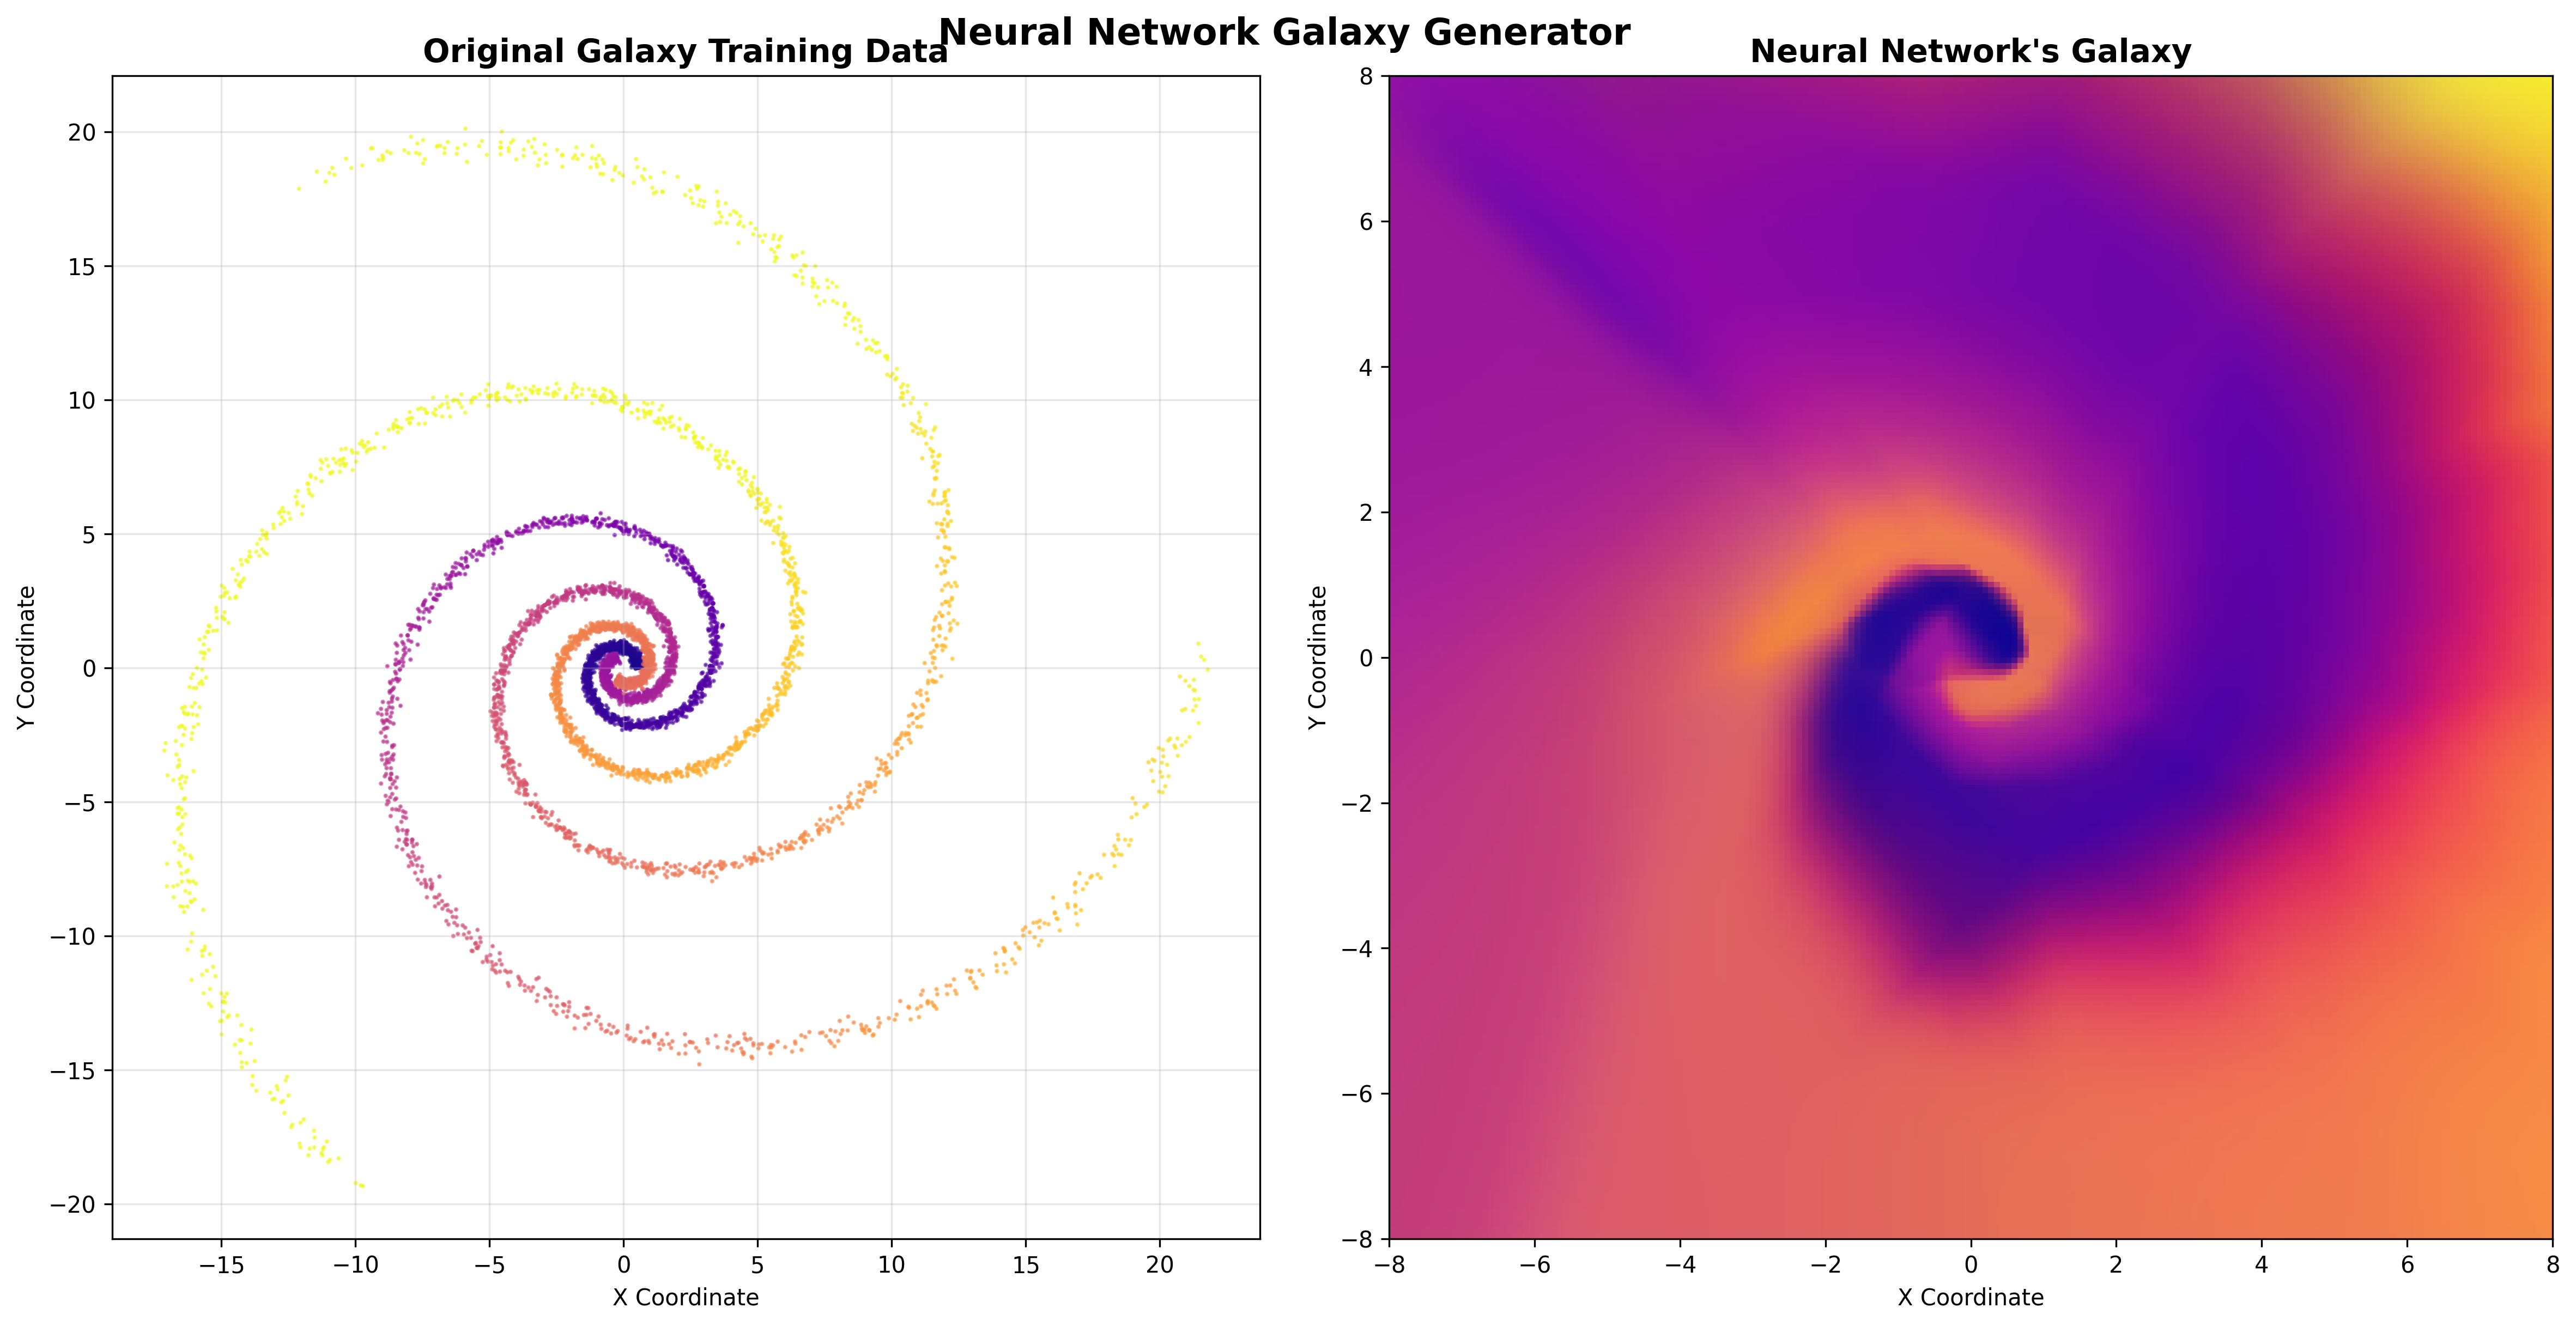 Neural Network Galaxy Generator
Original Galaxy Training Data
20
15
10
5
0
−5
−10
−15
−20
Y Coordinate
−15 −10 −5 0 5 10 15 20
X Coordinate
Neural Network's Galaxy
8
6
4
2
0
−2
−4
−6
−8
Y Coordinate
−8 −6 −4 −2 0 2 4 6 8
X Coordinate